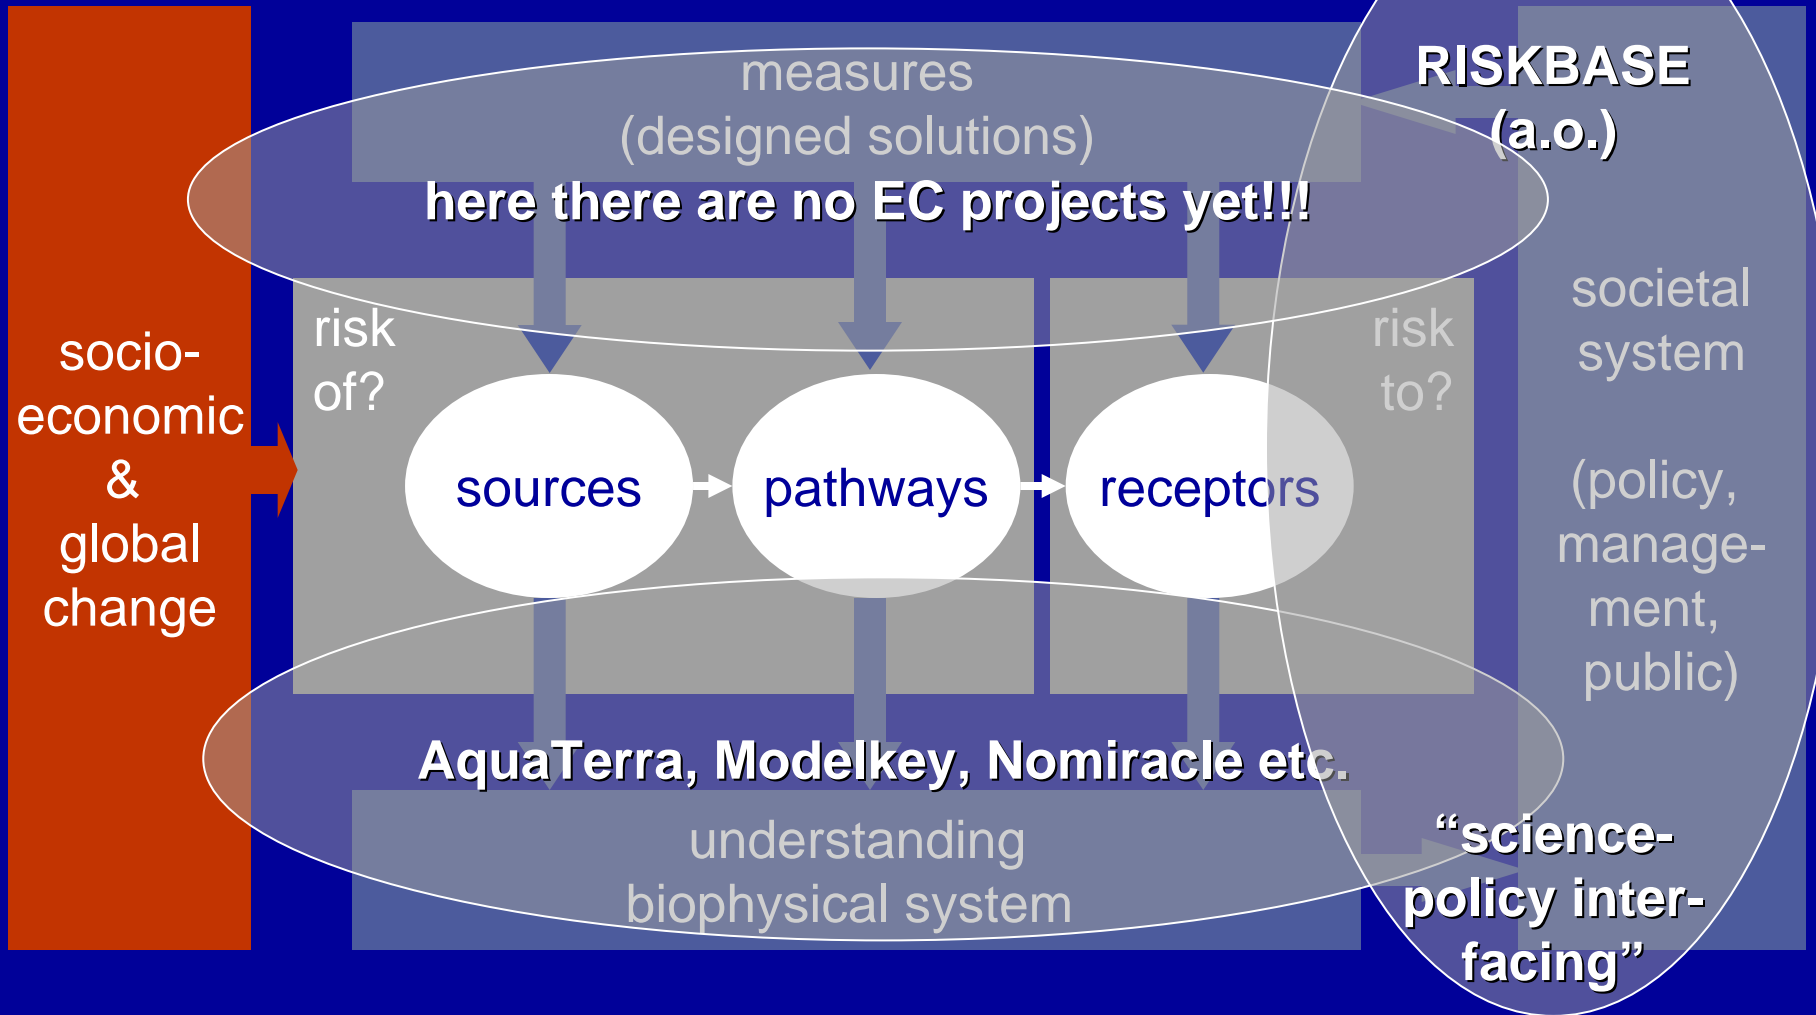 measures
(designed solutions)
here there are no EC projects yet!!!
RISKBASE
(a.o.)
socio-
economic
&
global
change
risk
of?
sources
pathways
receptors
risk
to?
societal
system
(policy,
manage-
ment,
public)
AquaTerra, Modelkey, Nomiracle etc.
understanding
biophysical system
“science-
policy inter-
facing”